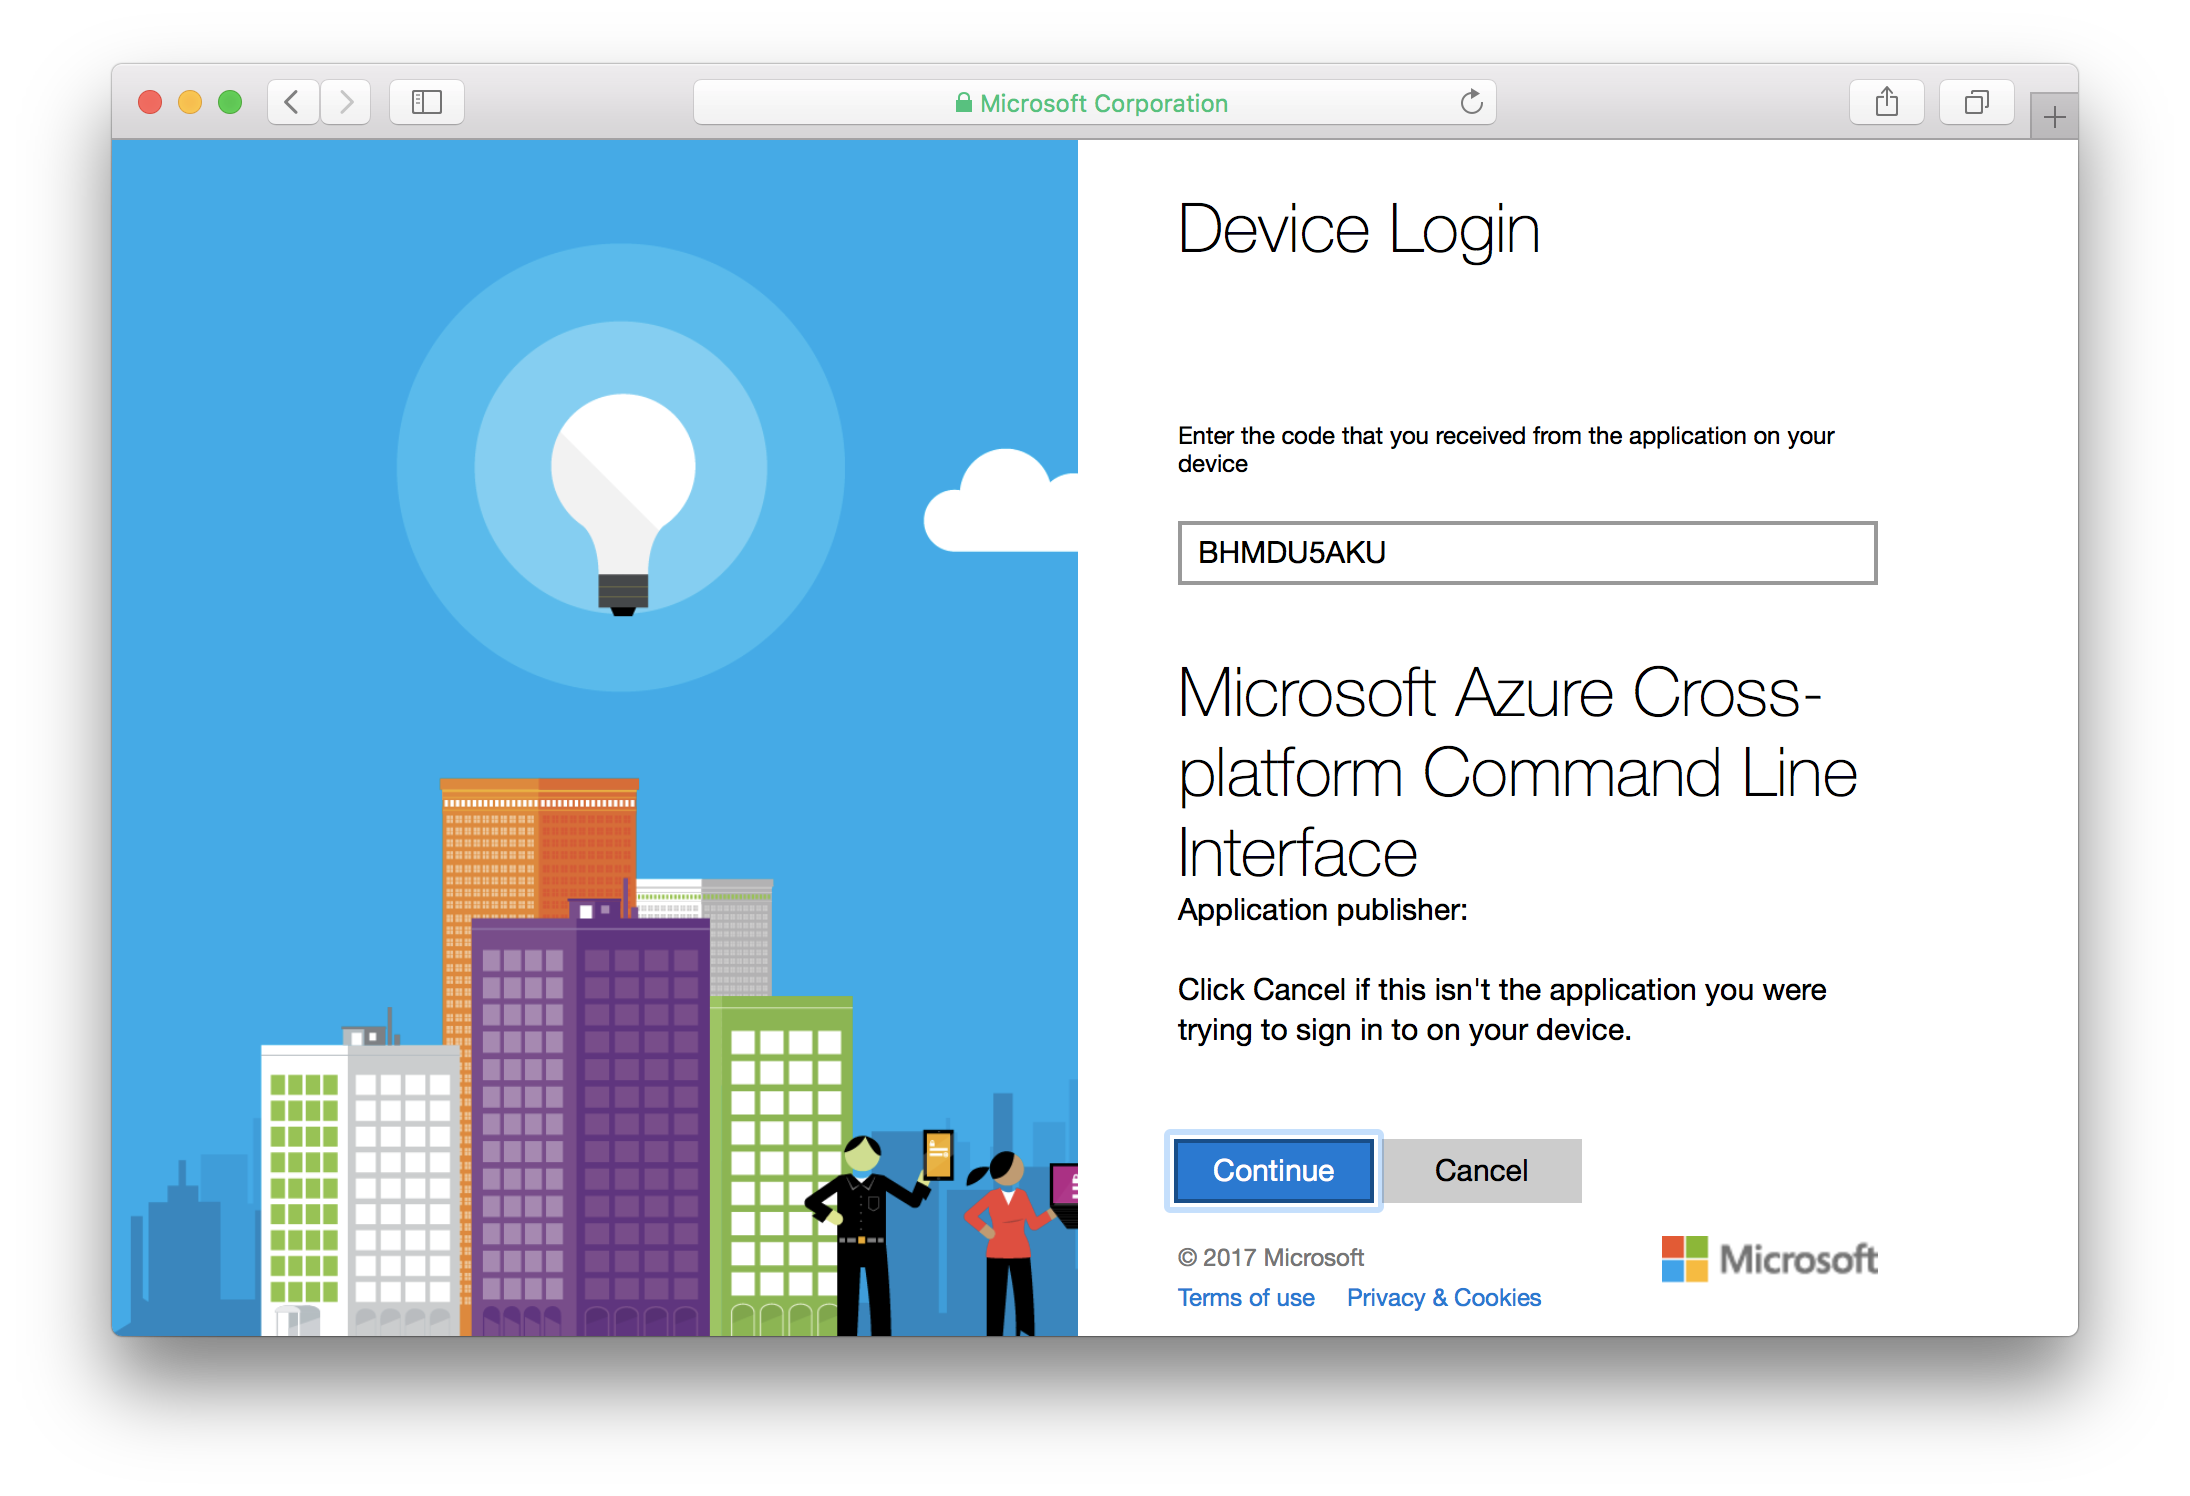 Microsoft Corporation
Device Login
Enter the code that you received from the application on your
device
BHMDU5AKU
Microsoft Azure Cross-
platform Command Line
Interface
Application publisher:
Click Cancel if this isn't the application you were
trying to sign in to on your device.
Continue Cancel
© 2017 Microsoft
Microsoft
Terms of use Privacy & Cookies